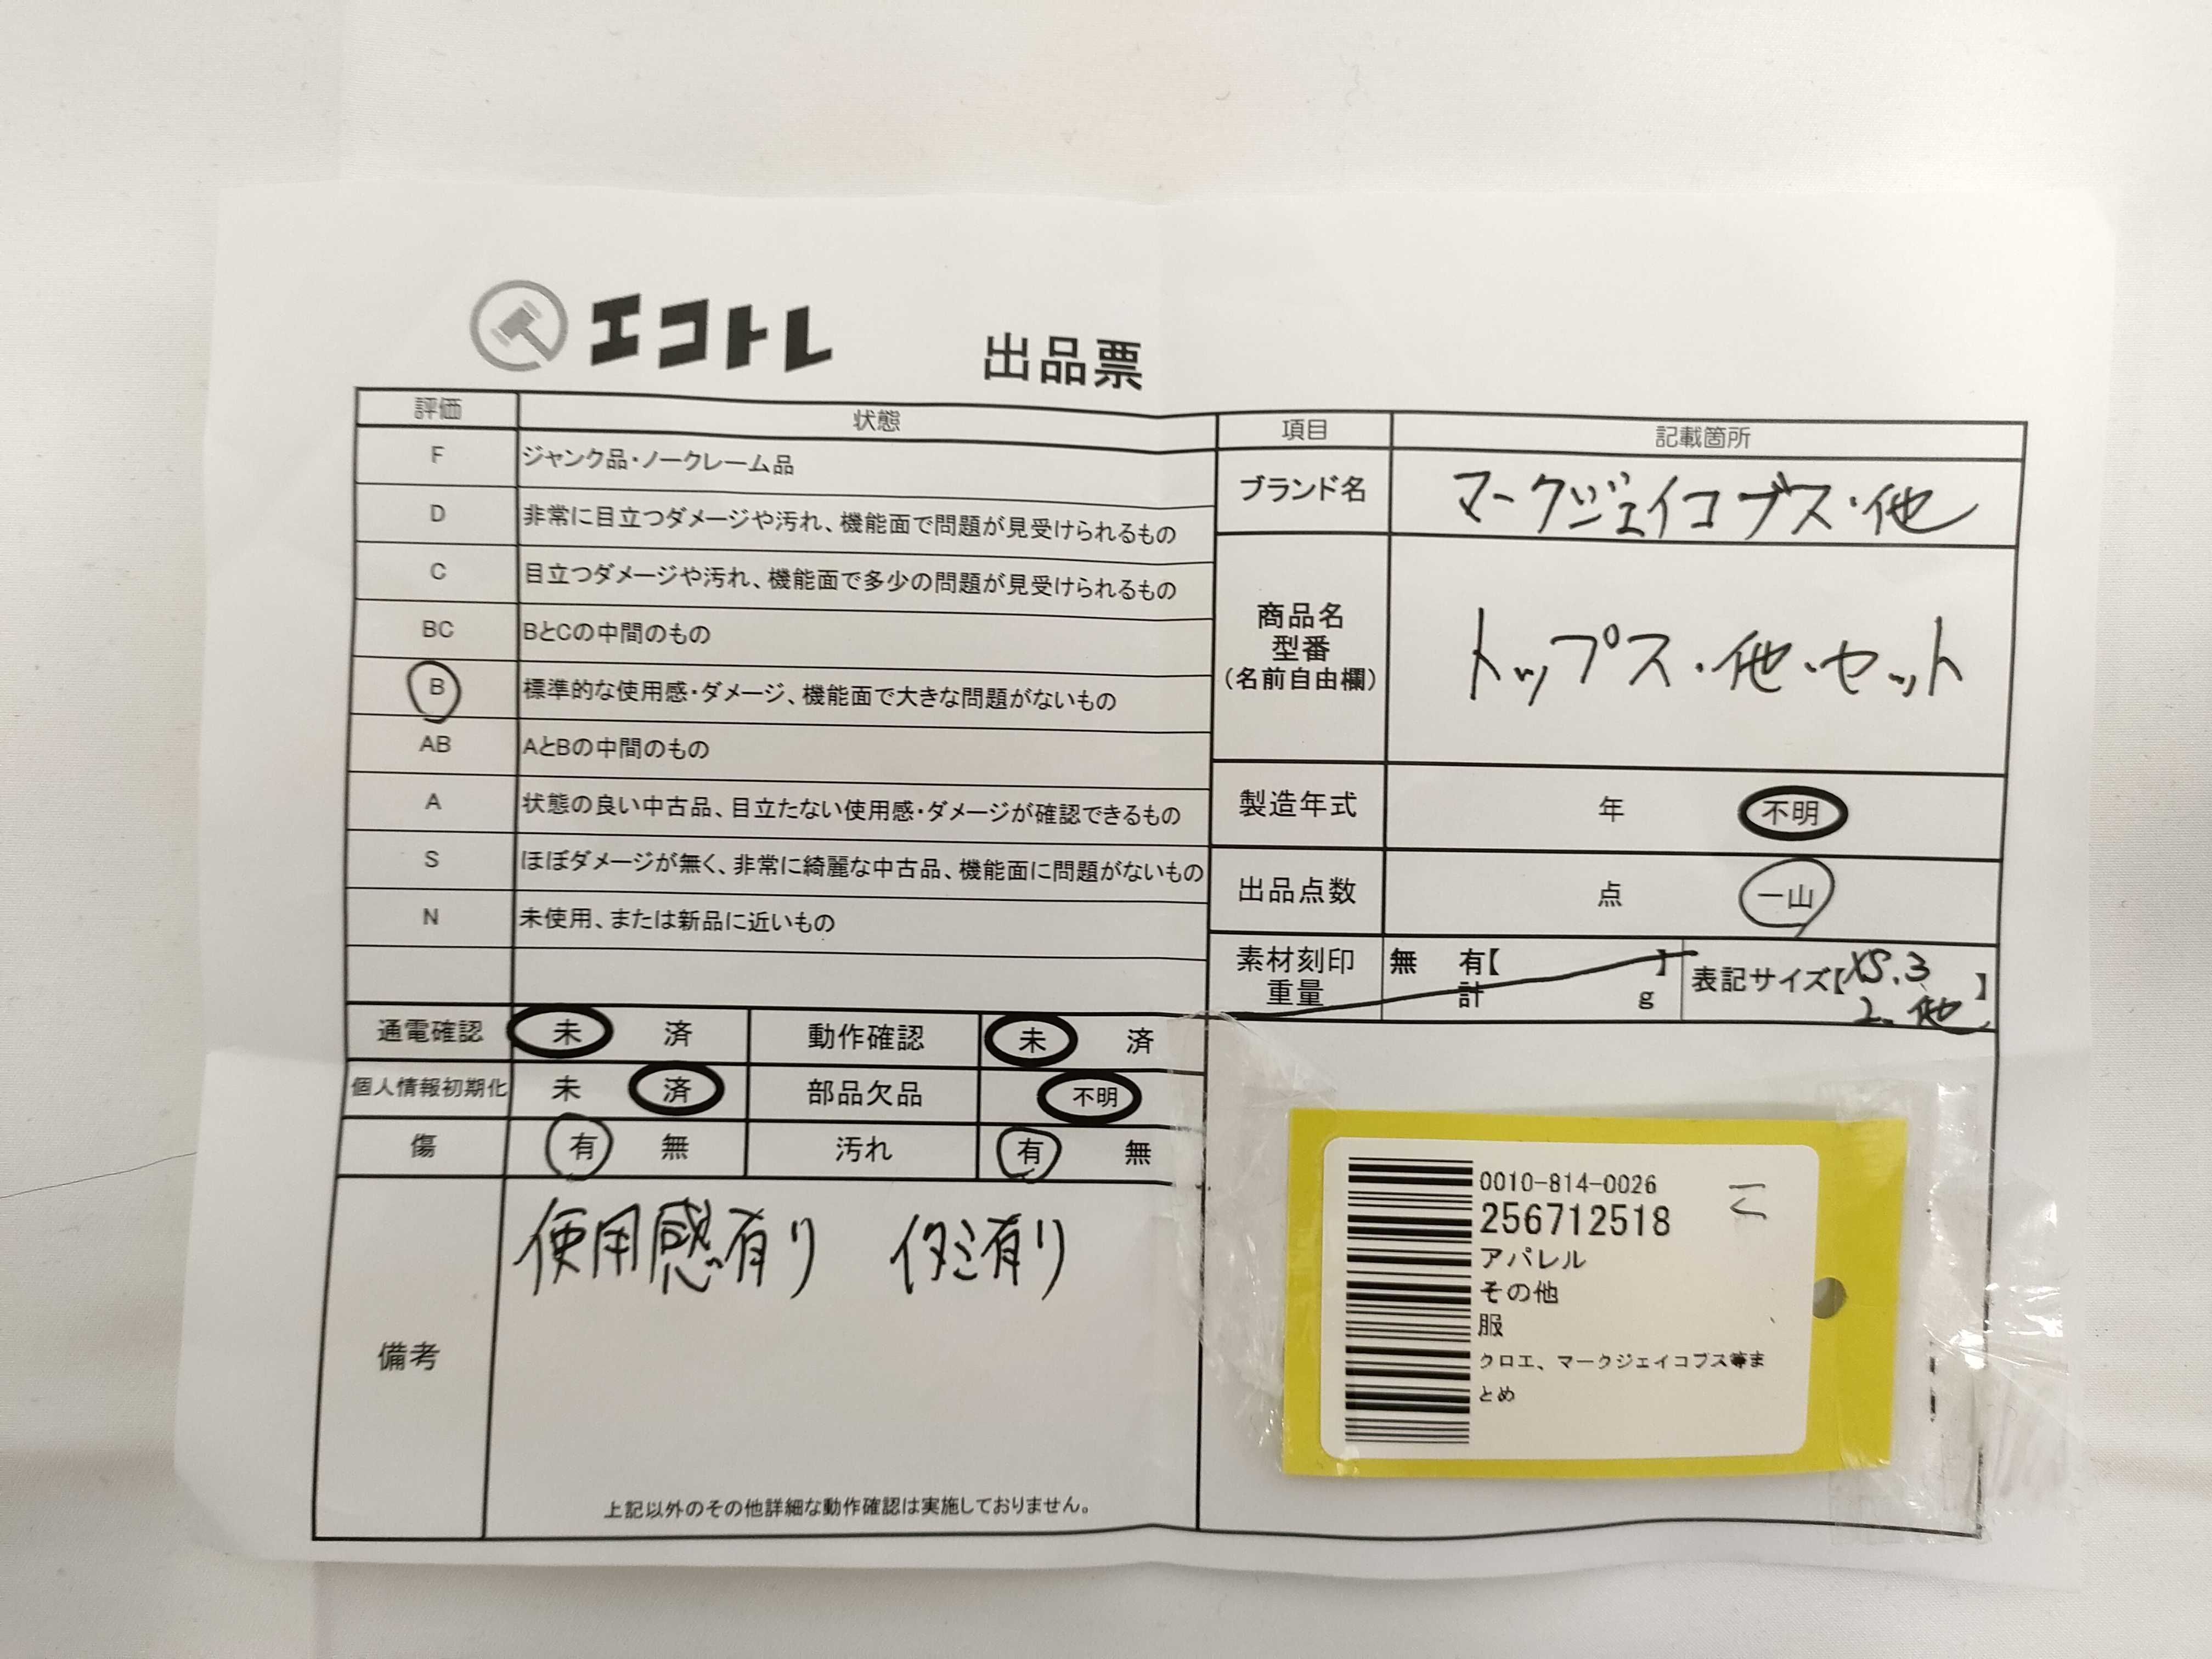 エコトレ 出品票
評価 状態
F ジャンク品・ノークレーム品
D 非常に目立つダメージや汚れ、機能面で問題が見受けられるもの
C 目立つダメージや汚れ、機能面で多少の問題が見受けられるもの
BC BとCの中間のもの
B 標準的な使用感・ダメージ、機能面で大きな問題がないもの
AB AとBの中間のもの
A 状態の良い中古品、目立たない使用感・ダメージが確認できるもの
S ほぼダメージが無く、非常に綺麗な中古品、機能面に問題がないもの
N 未使用、または新品に近いもの
項目 記載箇所
ブランド名 マークジェイコブス・他
商品名
型番
(名前自由欄)
トップス・他・セット
製造年式 年 不明
出品点数 点 一山
素材刻印 無 有【 】
重量 計 g
表記サイズ【XS.3
2.他 】
通電確認 未 済 動作確認 未 済
個人情報初期化 未 済 部品欠品 不明
傷 有 無 汚れ 有 無
備考
使用感有り イタミ有り
上記以外のその他詳細な動作確認は実施しておりません。
0010-814-0026
256712518
アパレル
その他
服
クロエ、マークジェイコブス等ま
とめ